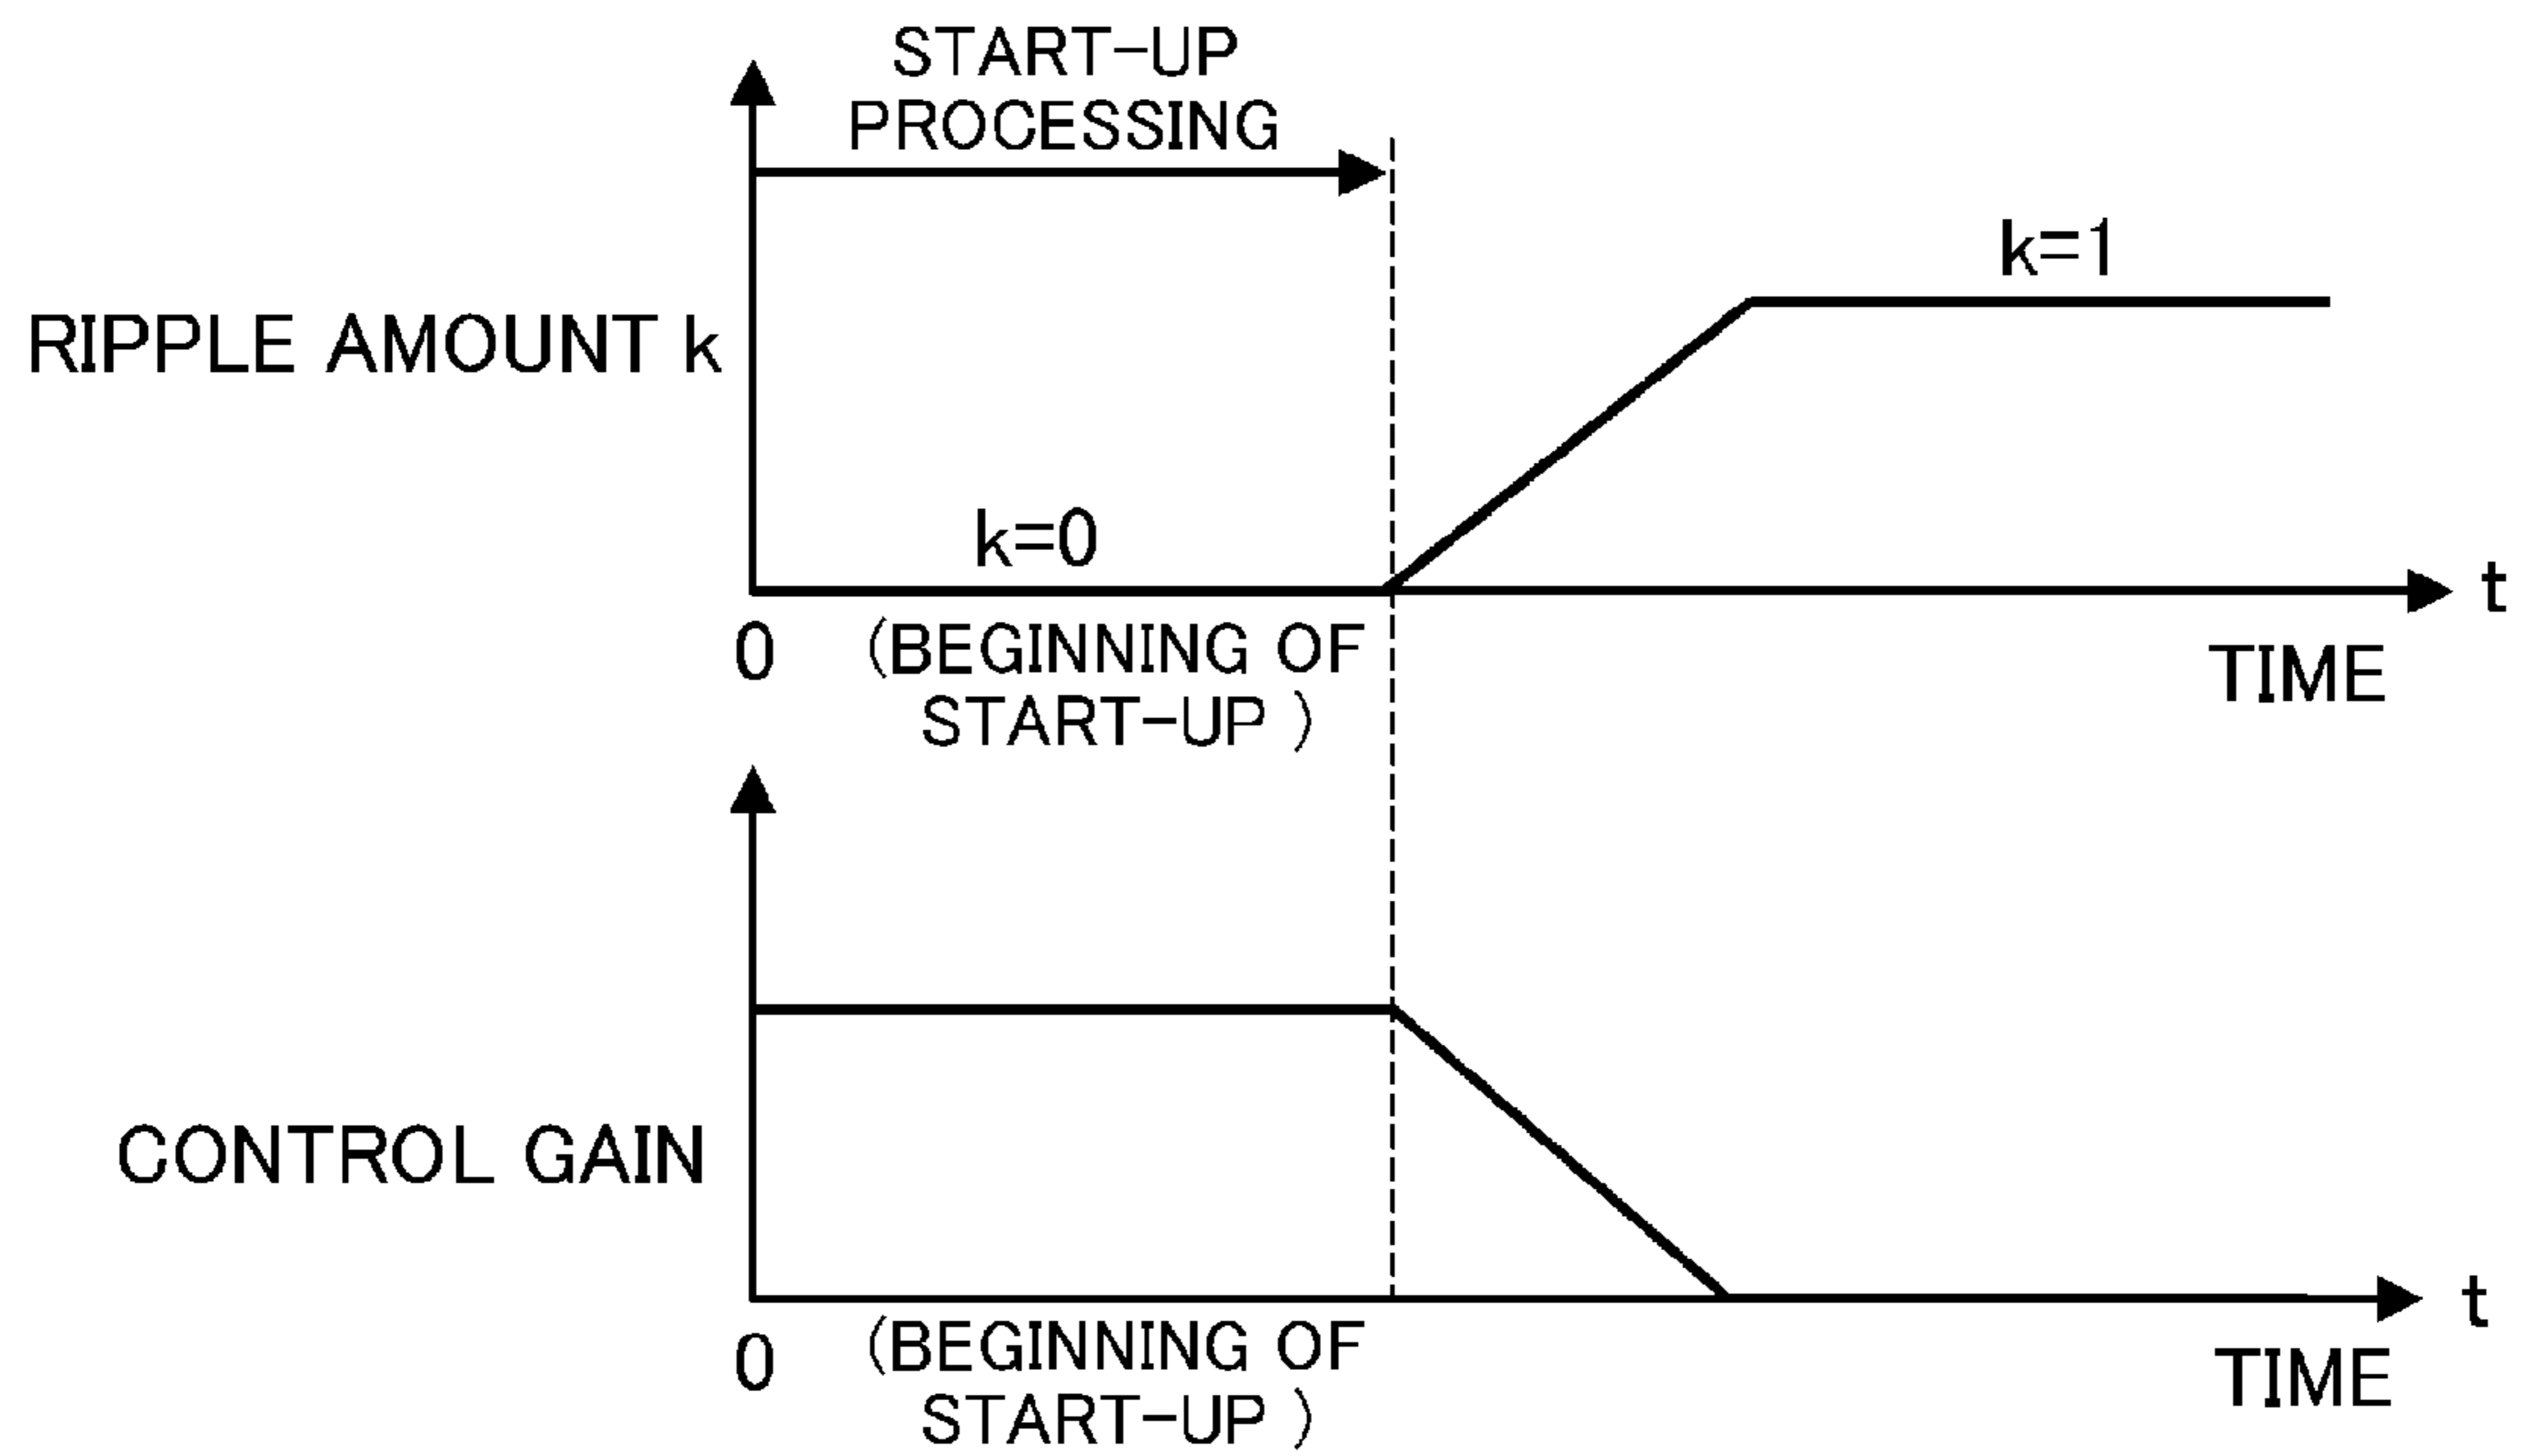 START-UP
PROCESSING
k=1
RIPPLE AMOUNT k
k=0
t
0
(BEGINNING OF
START-UP )
TIME
CONTROL GAIN
t
0
(BEGINNING OF
START-UP )
TIME